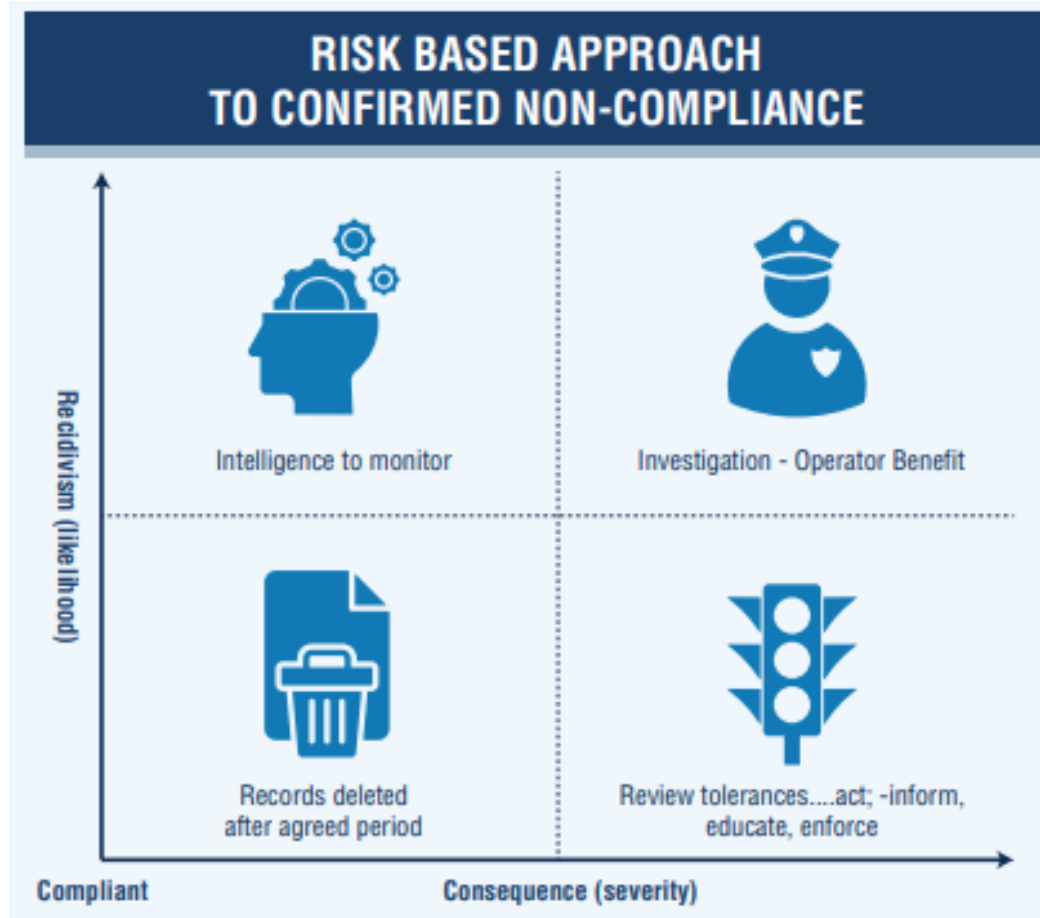 RISK BASED APPROACH
TO CONFIRMED NON-COMPLIANCE
Recidivism (likelihood)
Intelligence to monitor
Investigation - Operator Benefit
Records deleted
after agreed period
Review tolerances....act; -inform,
educate, enforce
Compliant
Consequence (severity)